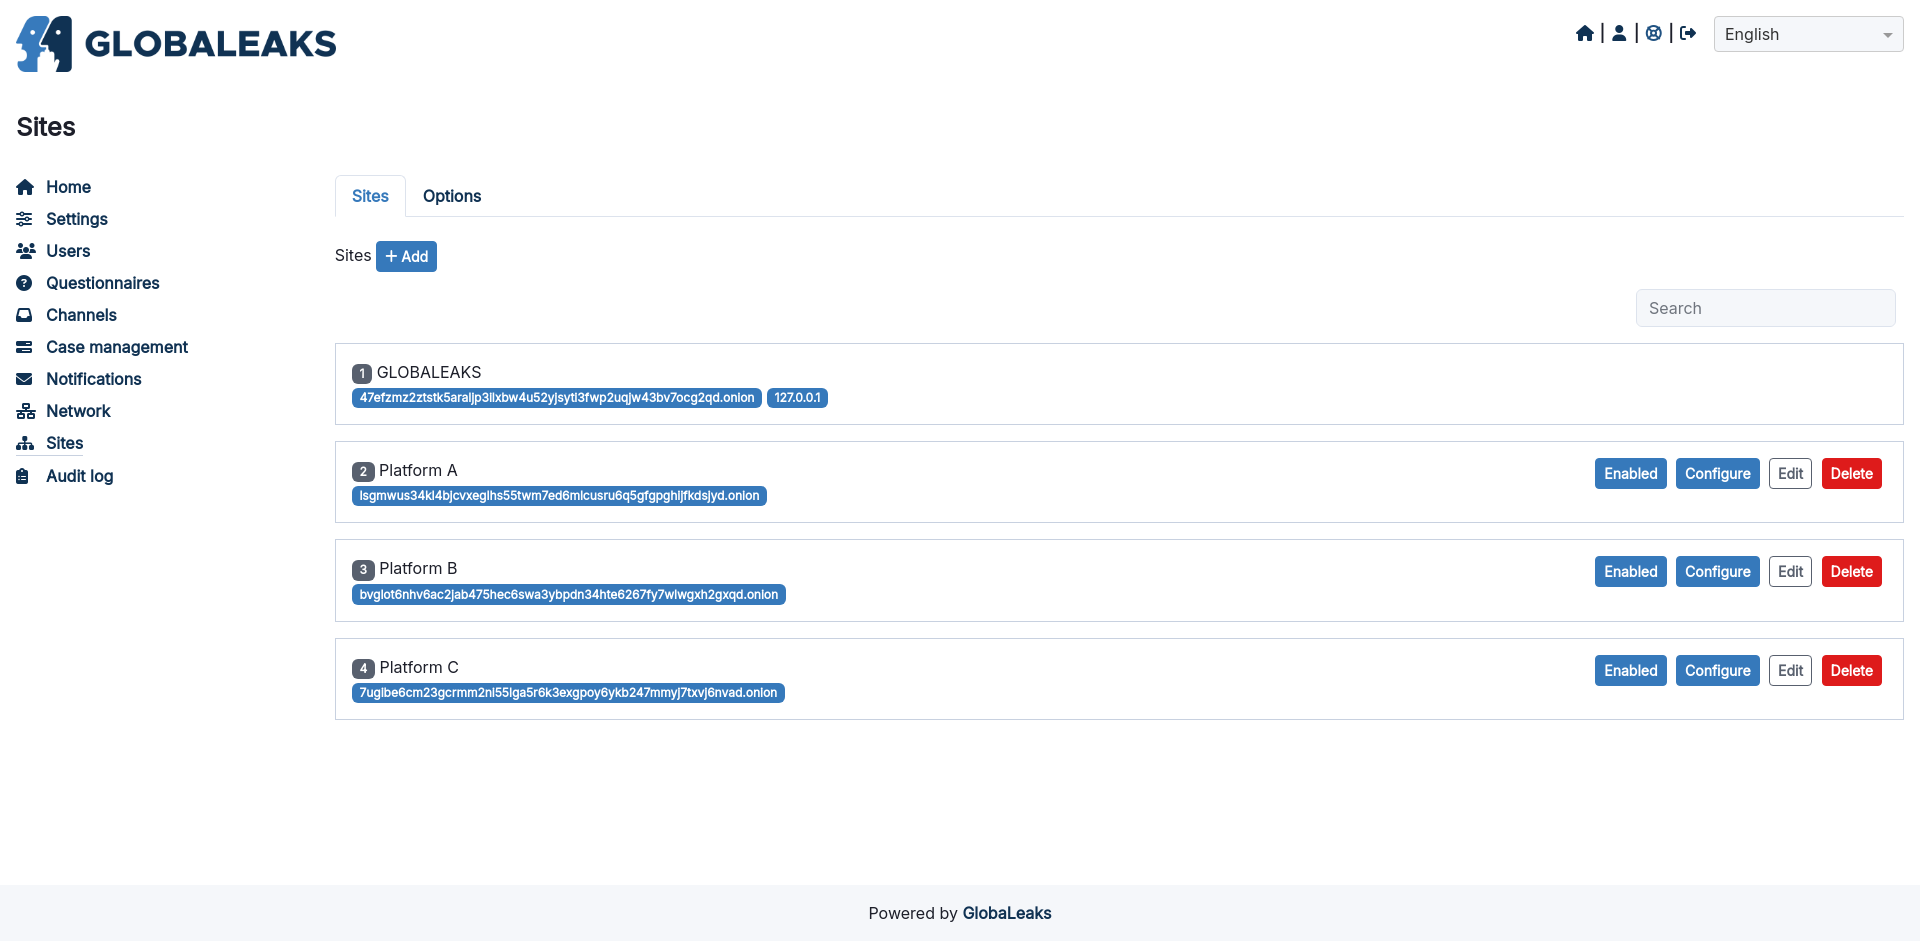 GLOBALEAKS
English
Sites
Home
Settings
Users
Questionnaires
Channels
Case management
Notifications
Network
Sites
Audit log
Sites Options
Sites + Add
Search
1 GLOBALEAKS
47efzmz2ztstk5araljp3llxbw4u52yjsytl3fwp2uqjw43bv7ocg2qd.onion 127.0.0.1
2 Platform A Enabled Configure Edit Delete
lsgmwus34kl4bjcvxeglhs55twm7ed6mlcusru6q5gfgpghljfkdsjyd.onion
3 Platform B Enabled Configure Edit Delete
bvglot6nhv6ac2jab475hec6swa3ybpdn34hte6267fy7wlwgxh2gxqd.onion
4 Platform C Enabled Configure Edit Delete
7uglbe6cm23gcrmm2nl55lga5r6k3exgpoy6ykb247mmyj7txvj6nvad.onion
Powered by GlobaLeaks